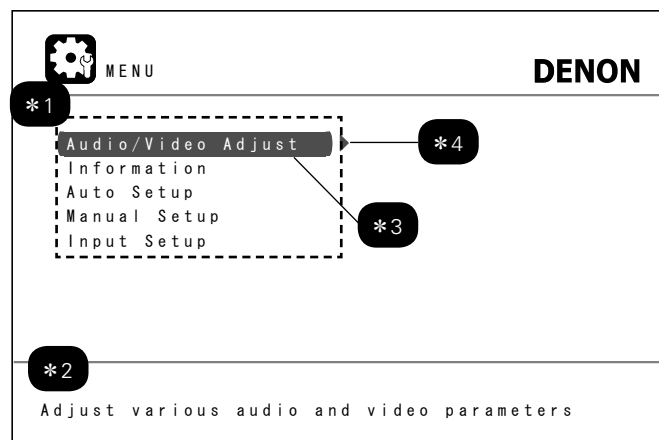 MENU
DENON
*1
Audio/Video Adjust
*4
Information
Auto Setup
Manual Setup
*3
Input Setup
*2
Adjust various audio and video parameters